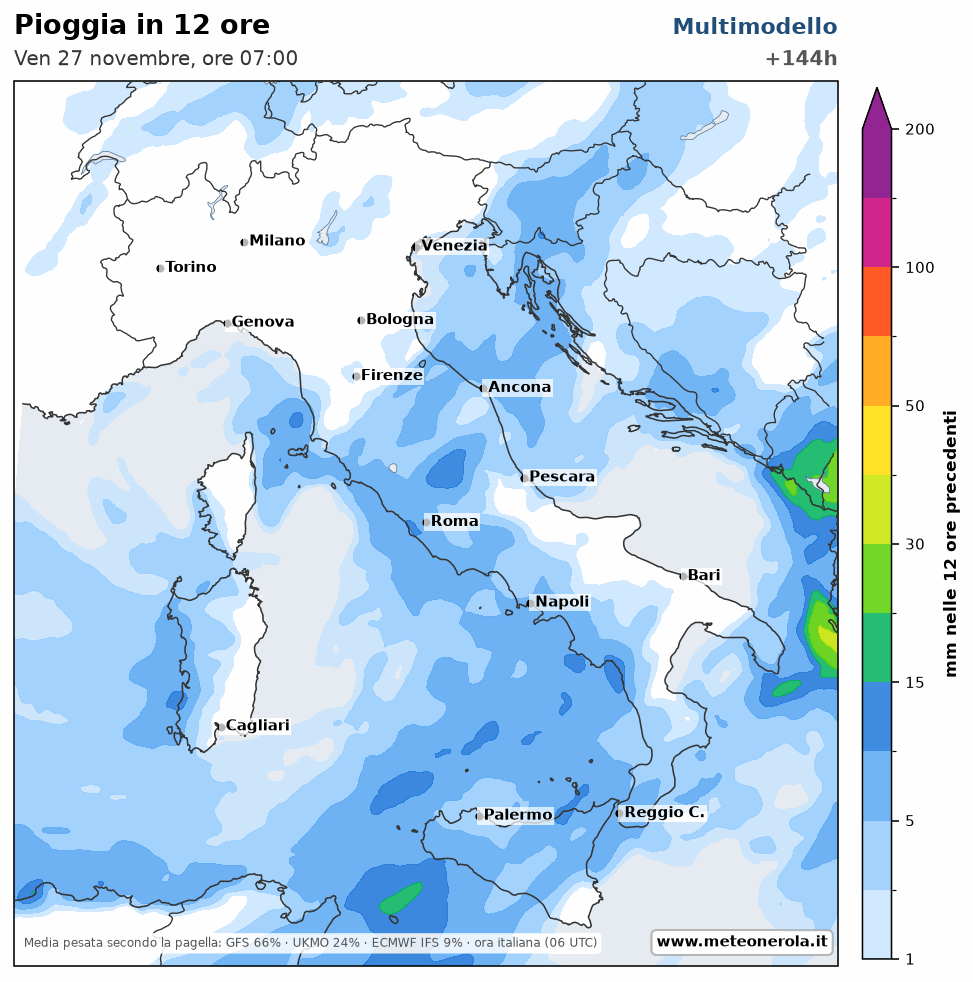 Pioggia in 12 ore
Multimodello
Ven 27 novembre, ore 07:00
+144h
200
Milano
Venezia
Torino
100
Bologna
Genova
Firenze
Ancona
50
Pescara
Roma
30
Bari
Napoli
15
Cagliari
Palermo
Reggio C.
5
mm nelle 12 ore precedenti
Media pesata secondo la pagella: GFS 66% · UKMO 24% · ECMWF IFS 9% · ora italiana (06 UTC)
www.meteonerola.it
1